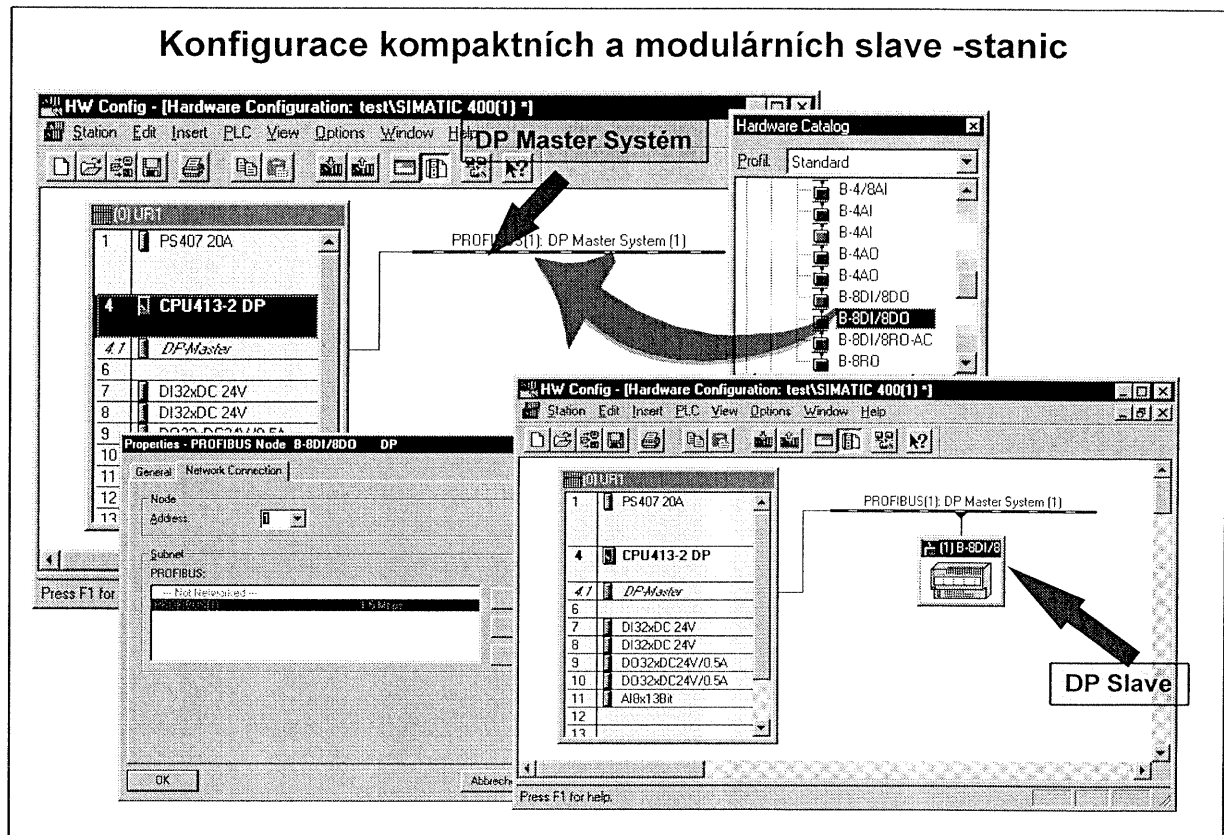 Konfigurace kompaktních a modulárních slave -stanic
HW Config - [Hardware Configuration: test\SIMATIC 400(1) *]
Station Edit Insert PLC View Options Window Help
DP Master Systém
(0) UR1
1 PS407 20A
4 CPU413-2 DP
4.1 DP-Master
6
7 DI32xDC 24V
8 DI32xDC 24V
9 DO32xDC24V/0.5A
10
11
12
13
Press F1 for
PROFIBUS(1): DP Master System (1)
Hardware Catalog
Profil: Standard
B-4/8AI
B-4AI
B-4AI
B-4AO
B-4AO
B-8DI/8DO
B-8DI/8DO
B-8DI/8RO-AC
B-8RO
Properties - PROFIBUS Node B-8DI/8DO DP
General Network Connection
Node
Address: 1
Subnet
PROFIBUS:
--- Not Networked ---
1.5 Mbps
OK
Abbreche
HW Config - [Hardware Configuration: test\SIMATIC 400(1) *]
Station Edit Insert PLC View Options Window Help
(0) UR1
1 PS407 20A
4 CPU413-2 DP
4.1 DP-Master
6
7 DI32xDC 24V
8 DI32xDC 24V
9 DO32xDC24V/0.5A
10 DO32xDC24V/0.5A
11 AI8x13Bit
12
13
PROFIBUS(1): DP Master System (1)
(1) B-8DI/8
DP Slave
Press F1 for help.